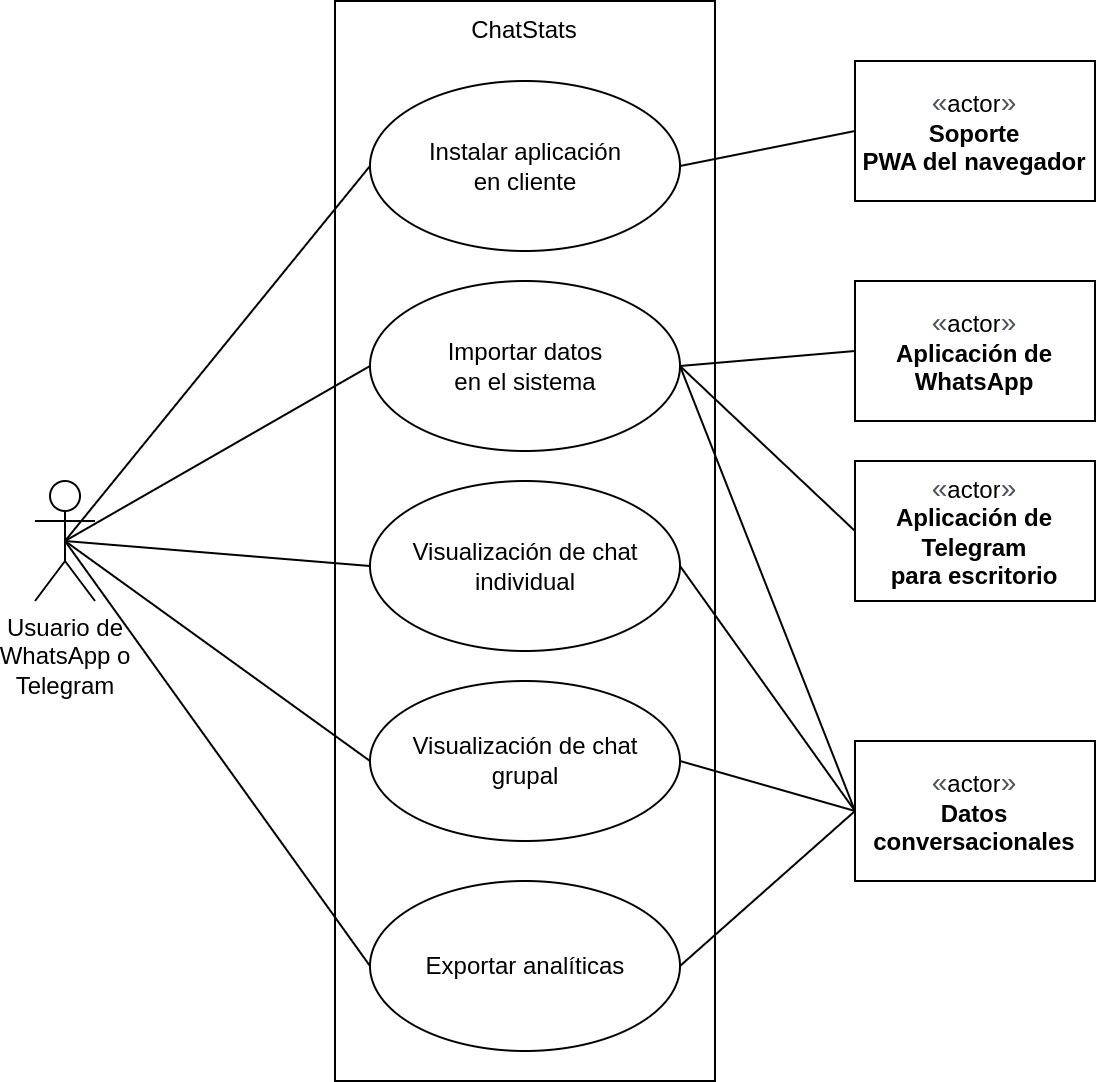 ChatStats
Instalar aplicación
en cliente
«actor»
Soporte
PWA del navegador
Importar datos
en el sistema
«actor»
Aplicación de
WhatsApp
«actor»
Aplicación de
Telegram
para escritorio
Usuario de
WhatsApp o
Telegram
Visualización de chat
individual
Visualización de chat
grupal
«actor»
Datos
conversacionales
Exportar analíticas